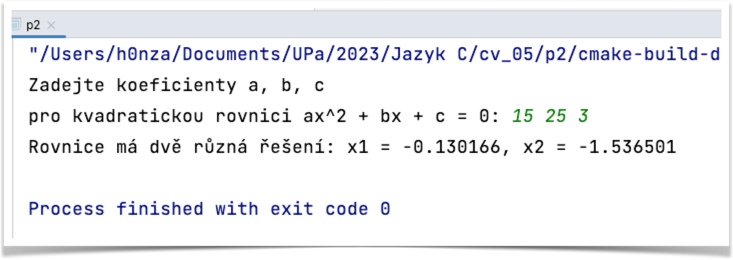 p2
"/Users/h0nza/Documents/UPa/2023/Jazyk C/cv_05/p2/cmake-build-d
Zadejte koeficienty a, b, c
pro kvadratickou rovnici ax^2 + bx + c = 0: 15 25 3
Rovnice má dvě různá řešení: x1 = -0.130166, x2 = -1.536501
Process finished with exit code 0